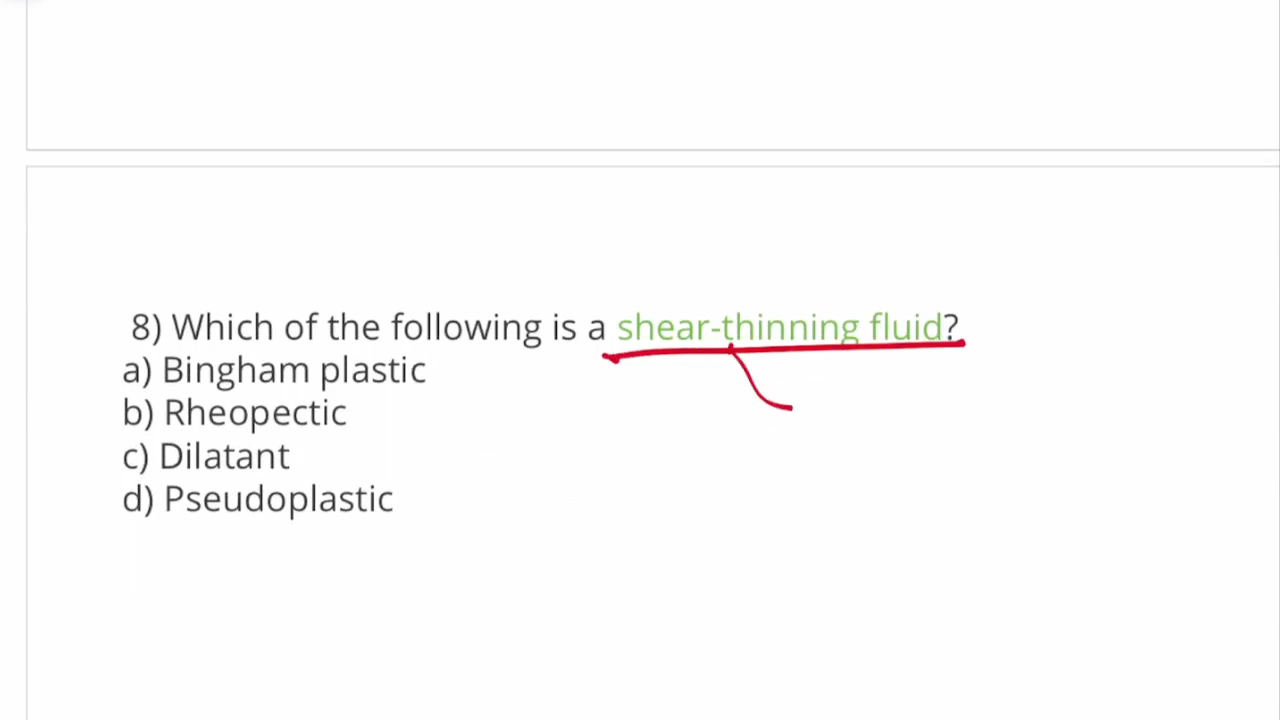 8) Which of the following is a shear-thinning fluid?
a) Bingham plastic
b) Rheopectic
c) Dilatant
d) Pseudoplastic